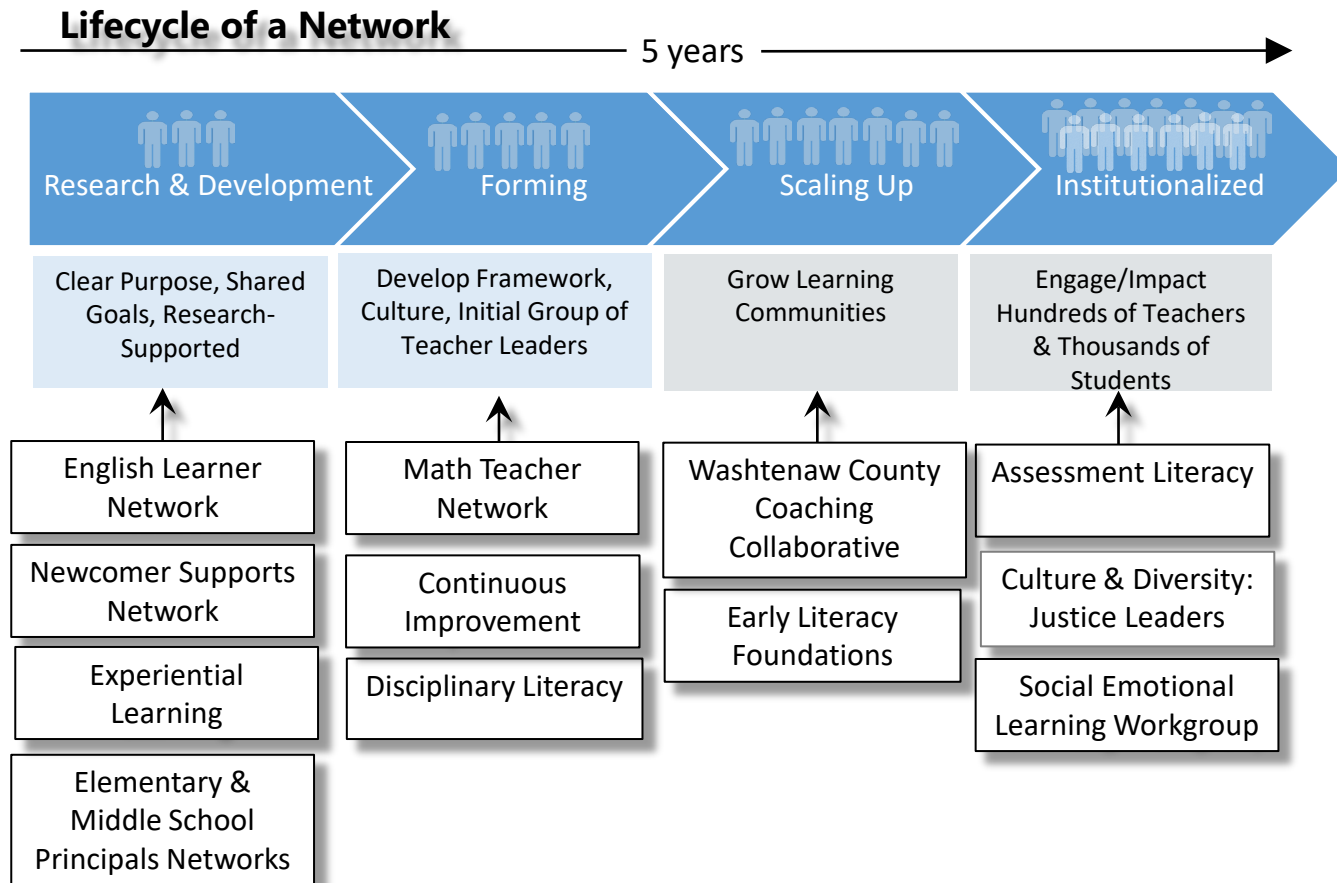 Lifecycle of a Network
5 years
Research & Development
Forming
Scaling Up
Institutionalized
Clear Purpose, Shared
Goals, Research-
Supported
Develop Framework,
Culture, Initial Group of
Teacher Leaders
Grow Learning
Communities
Engage/Impact
Hundreds of Teachers
& Thousands of
Students
English Learner
Network
Newcomer Supports
Network
Experiential
Learning
Elementary &
Middle School
Principals Networks
Math Teacher
Network
Continuous
Improvement
Disciplinary Literacy
Washtenaw County
Coaching
Collaborative
Early Literacy
Foundations
Assessment Literacy
Culture & Diversity:
Justice Leaders
Social Emotional
Learning Workgroup